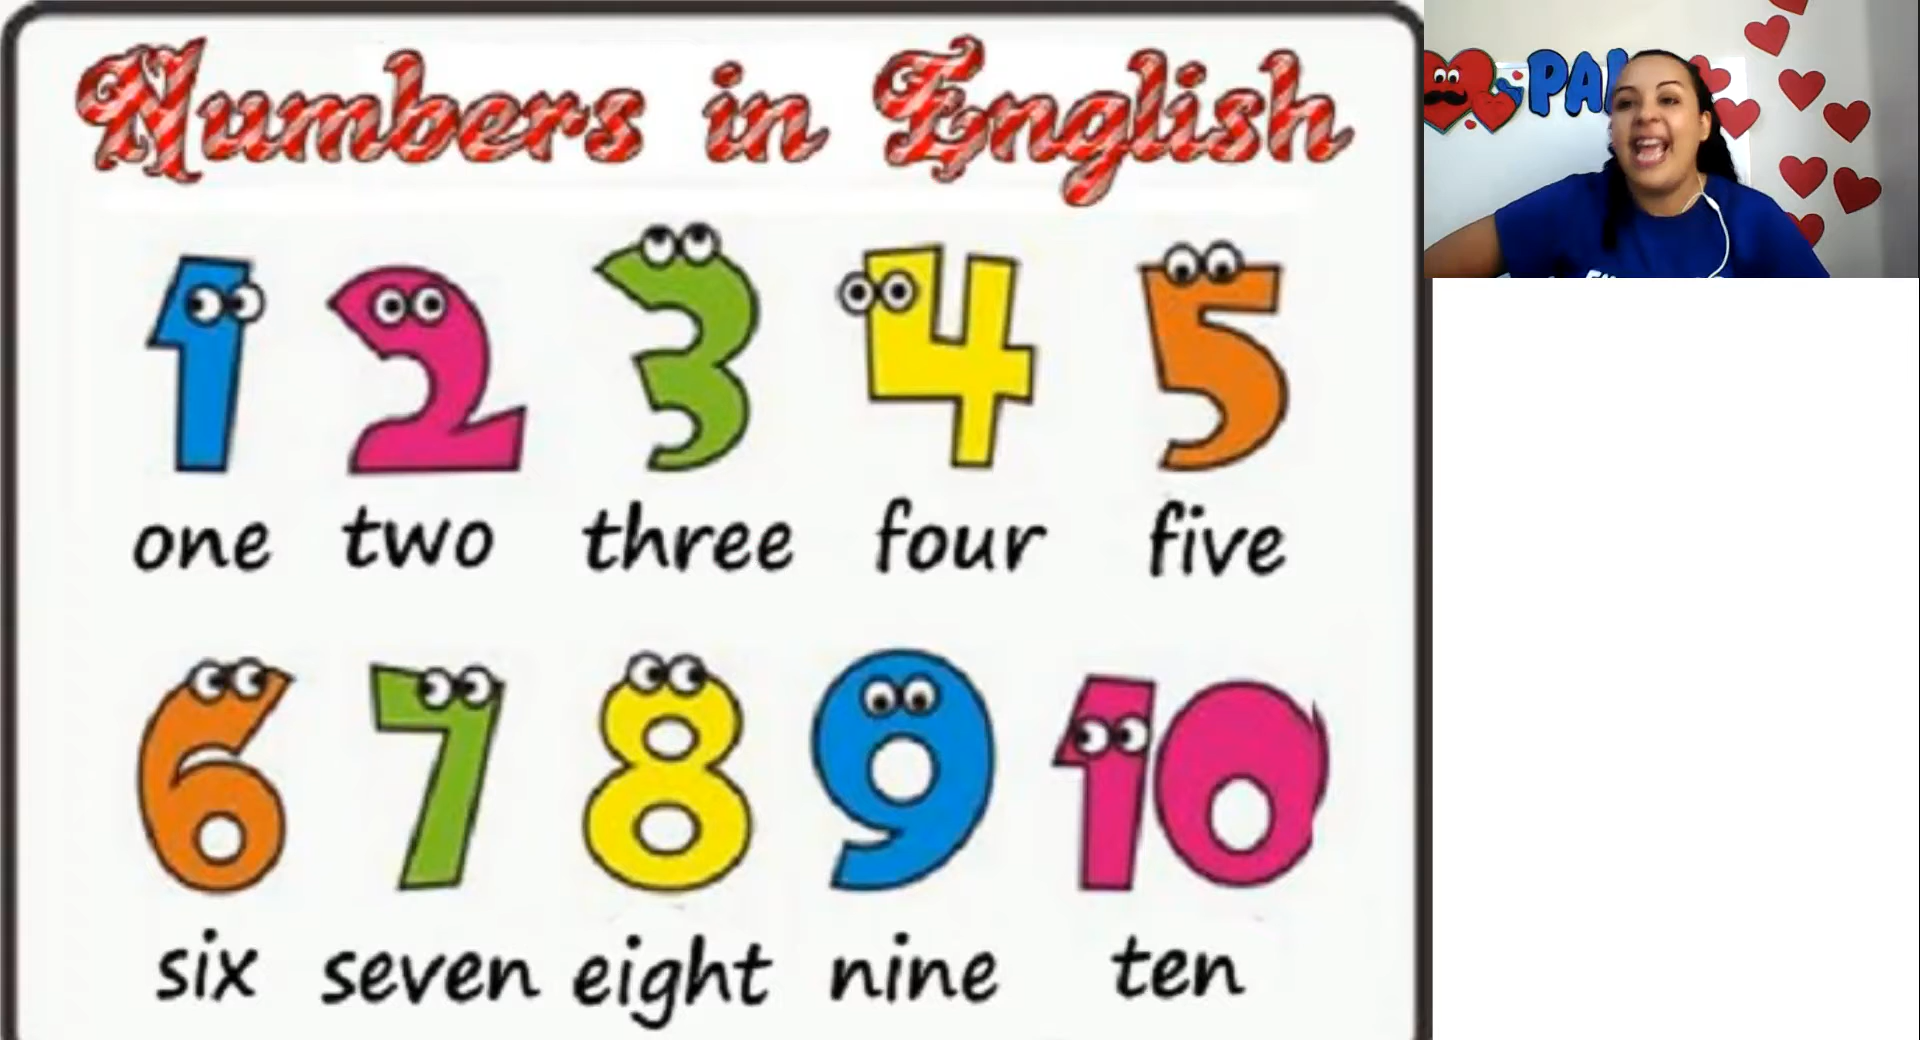 Numbers in English
1 2 3 4 5
one two three four five
6 7 8 9 10
six seven eight nine ten